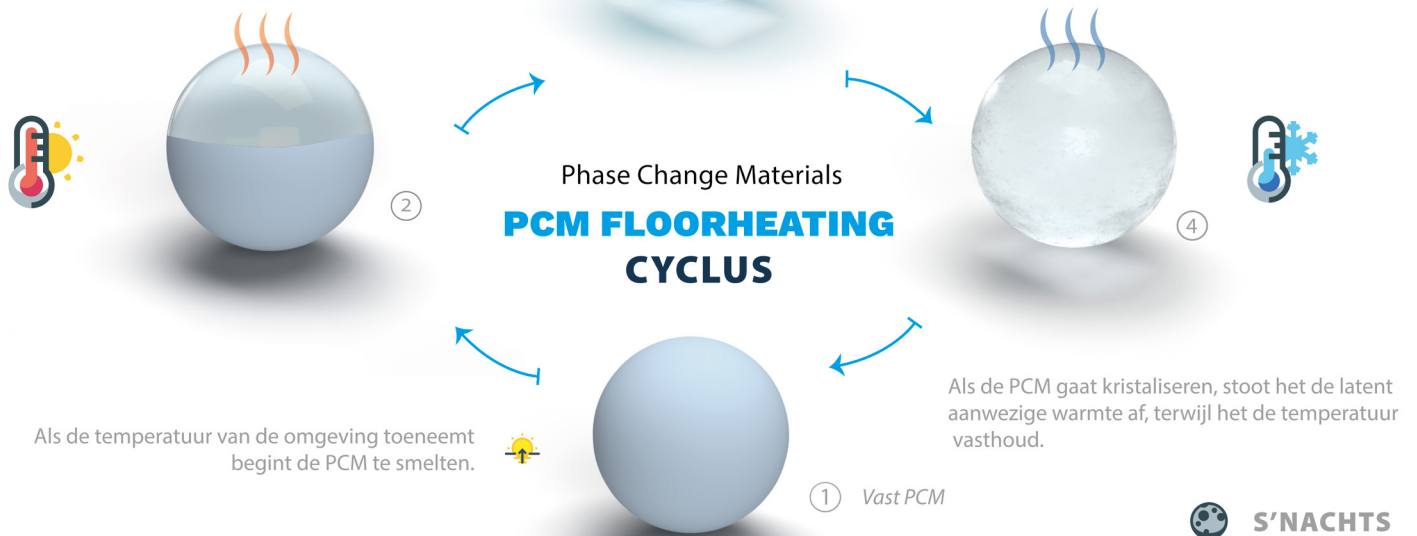 Phase Change Materials
PCM FLOORHEATING
CYCLUS
2
4
Als de temperatuur van de omgeving toeneemt
begint de PCM te smelten.
Als de PCM gaat kristaliseren, stoot het de latent
aanwezige warmte af, terwijl het de temperatuur
vasthoud.
1 Vast PCM
S'NACHTS